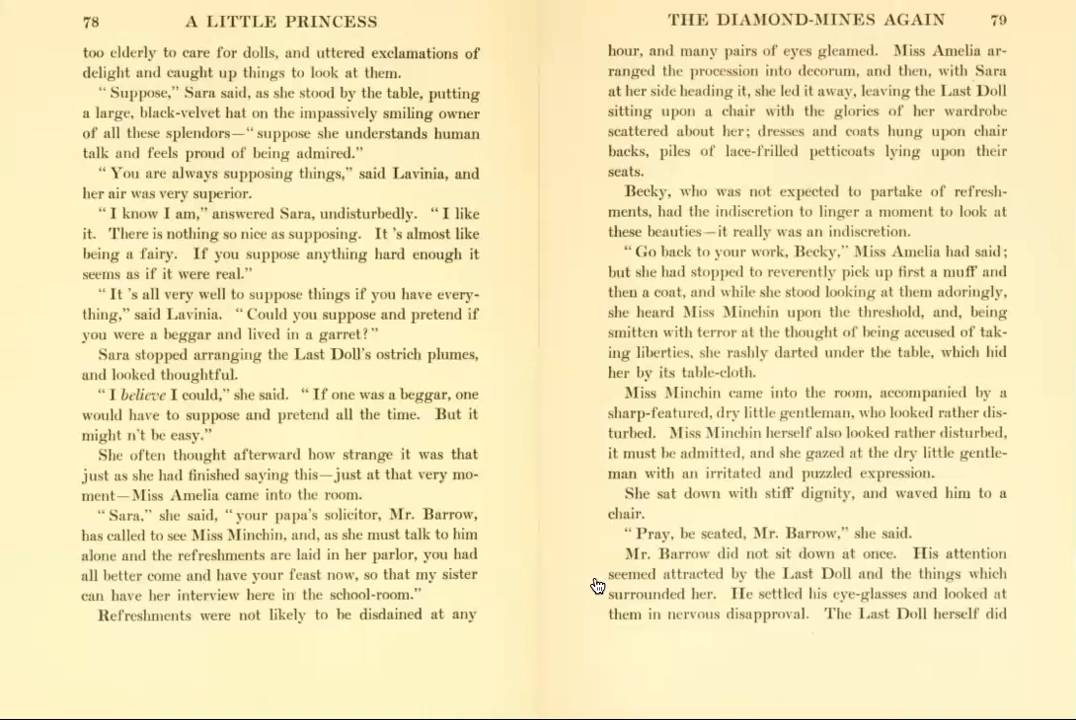 78 A LITTLE PRINCESS
too elderly to care for dolls, and uttered exclamations of
delight and caught up things to look at them.
“ Suppose,” Sara said, as she stood by the table, putting
a large, black-velvet hat on the impassively smiling owner
of all these splendors—“ suppose she understands human
talk and feels proud of being admired.”
“ You are always supposing things,” said Lavinia, and
her air was very superior.
“ I know I am,” answered Sara, undisturbedly. “ I like
it. There is nothing so nice as supposing. It ’s almost like
being a fairy. If you suppose anything hard enough it
seems as if it were real.”
“ It ’s all very well to suppose things if you have every-
thing,” said Lavinia. “ Could you suppose and pretend if
you were a beggar and lived in a garret? ”
Sara stopped arranging the Last Doll’s ostrich plumes,
and looked thoughtful.
“ I believe I could,” she said. “ If one was a beggar, one
would have to suppose and pretend all the time. But it
might n’t be easy.”
She often thought afterward how strange it was that
just as she had finished saying this—just at that very mo-
ment—Miss Amelia came into the room.
“ Sara,” she said, “ your papa’s solicitor, Mr. Barrow,
has called to see Miss Minchin, and, as she must talk to him
alone and the refreshments are laid in her parlor, you had
all better come and have your feast now, so that my sister
can have her interview here in the school-room.”
Refreshments were not likely to be disdained at any
THE DIAMOND-MINES AGAIN 79
hour, and many pairs of eyes gleamed. Miss Amelia ar-
ranged the procession into decorum, and then, with Sara
at her side heading it, she led it away, leaving the Last Doll
sitting upon a chair with the glories of her wardrobe
scattered about her; dresses and coats hung upon chair
backs, piles of lace-frilled petticoats lying upon their
seats.
Becky, who was not expected to partake of refresh-
ments, had the indiscretion to linger a moment to look at
these beauties—it really was an indiscretion.
“ Go back to your work, Becky,” Miss Amelia had said;
but she had stopped to reverently pick up first a muff and
then a coat, and while she stood looking at them adoringly,
she heard Miss Minchin upon the threshold, and, being
smitten with terror at the thought of being accused of tak-
ing liberties, she rashly darted under the table, which hid
her by its table-cloth.
Miss Minchin came into the room, accompanied by a
sharp-featured, dry little gentleman, who looked rather dis-
turbed. Miss Minchin herself also looked rather disturbed,
it must be admitted, and she gazed at the dry little gentle-
man with an irritated and puzzled expression.
She sat down with stiff dignity, and waved him to a
chair.
“ Pray, be seated, Mr. Barrow,” she said.
Mr. Barrow did not sit down at once. His attention
seemed attracted by the Last Doll and the things which
surrounded her. He settled his eye-glasses and looked at
them in nervous disapproval. The Last Doll herself did